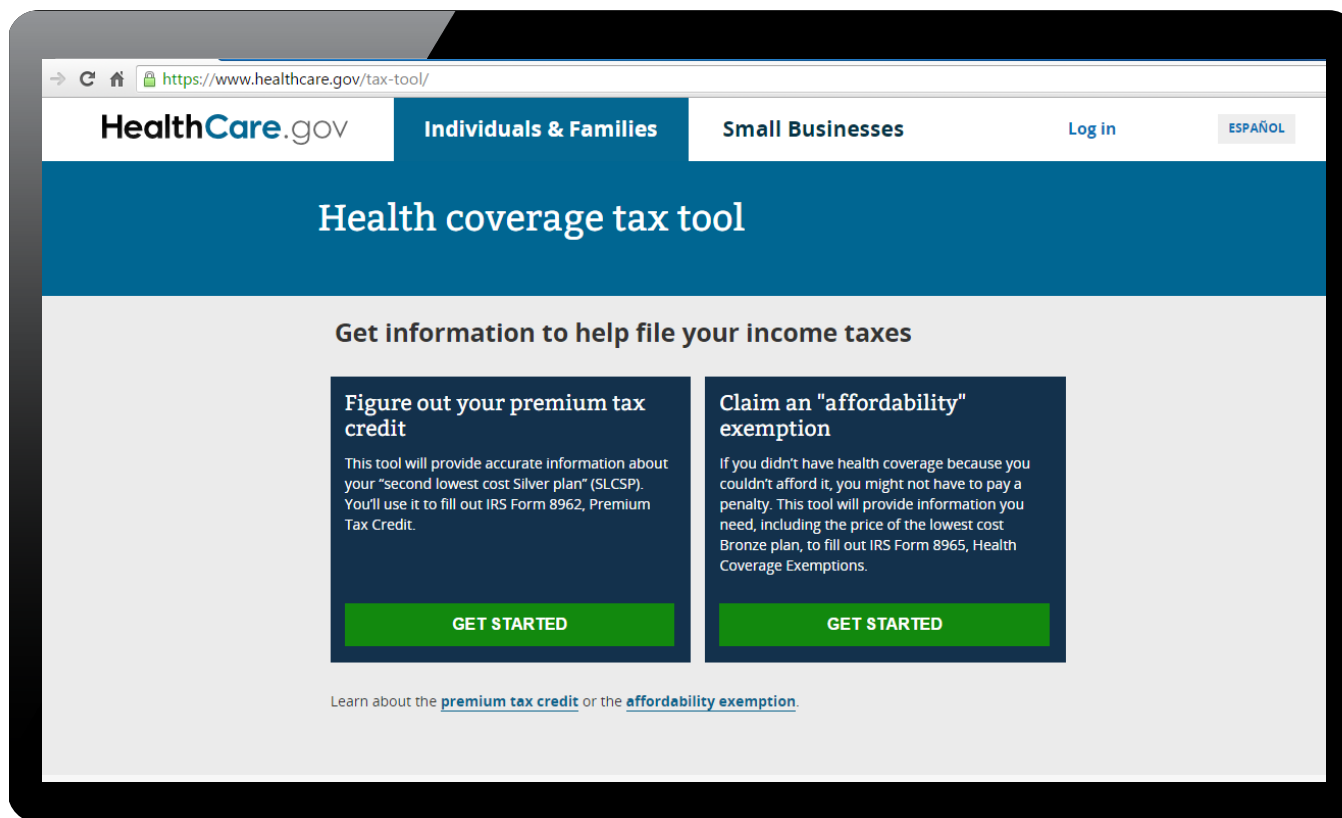 https://www.healthcare.gov/tax-tool/
HealthCare.gov
Individuals & Families
Small Businesses
Log in
ESPAÑOL
Health coverage tax tool
Get information to help file your income taxes
Figure out your premium tax
credit
This tool will provide accurate information about
your “second lowest cost Silver plan” (SLCSP).
You'll use it to fill out IRS Form 8962, Premium
Tax Credit.
GET STARTED
Claim an "affordability"
exemption
If you didn't have health coverage because you
couldn't afford it, you might not have to pay a
penalty. This tool will provide information you
need, including the price of the lowest cost
Bronze plan, to fill out IRS Form 8965, Health
Coverage Exemptions.
GET STARTED
Learn about the premium tax credit or the affordability exemption.